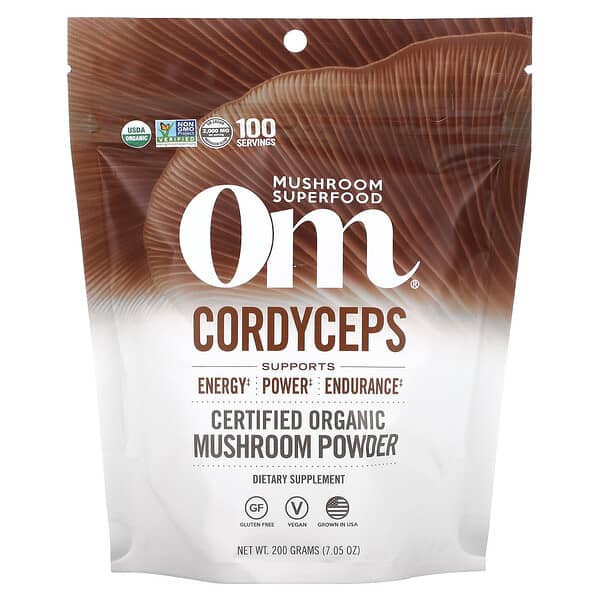 USDA
ORGANIC
NON
GMO
Project
VERIFIED
2,000 MG
100
SERVINGS
MUSHROOM
SUPERFOOD
Om®
CORDYCEPS
SUPPORTS
ENERGY‡ POWER‡ ENDURANCE‡
CERTIFIED ORGANIC
MUSHROOM POWDER
DIETARY SUPPLEMENT
GF V
GLUTEN FREE VEGAN GROWN IN USA
NET WT. 200 GRAMS (7.05 OZ)